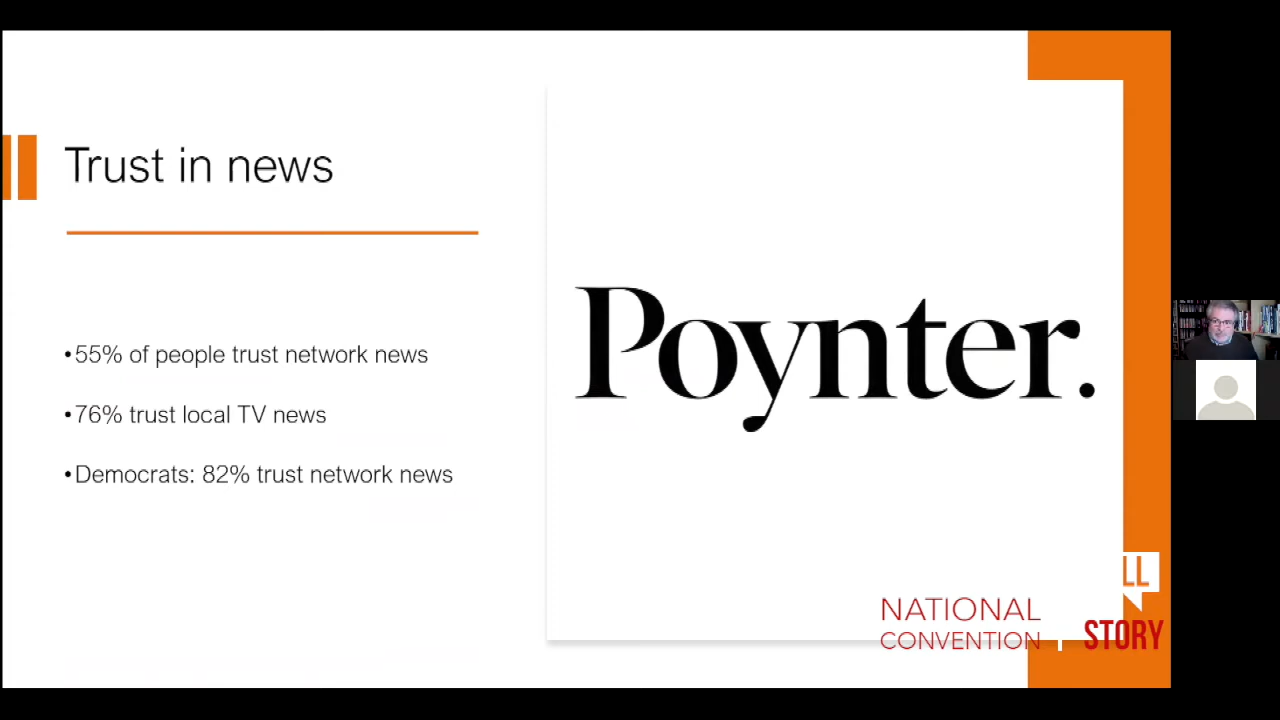 Trust in news
•55% of people trust network news
•76% trust local TV news
•Democrats: 82% trust network news
Poynter.
NATIONAL
CONVENTION
LL
STORY